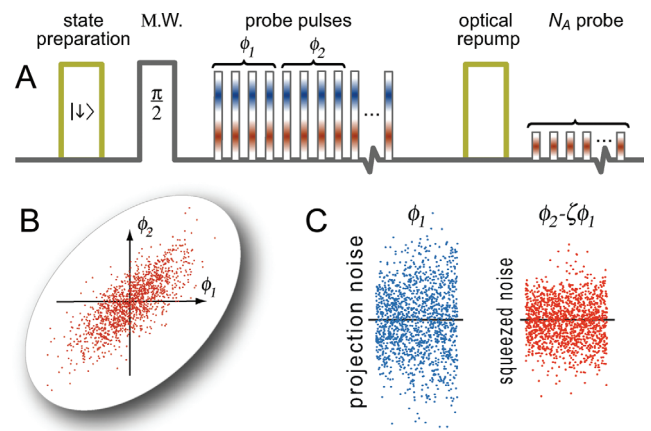 state
preparation
M.W.
probe pulses
optical
repump
N_A probe
A
ϕ₁
ϕ₂
|↓>
π
2
...
...
B
ϕ₂
ϕ₁
C
ϕ₁
ϕ₂-ζϕ₁
projection noise
squeezed noise